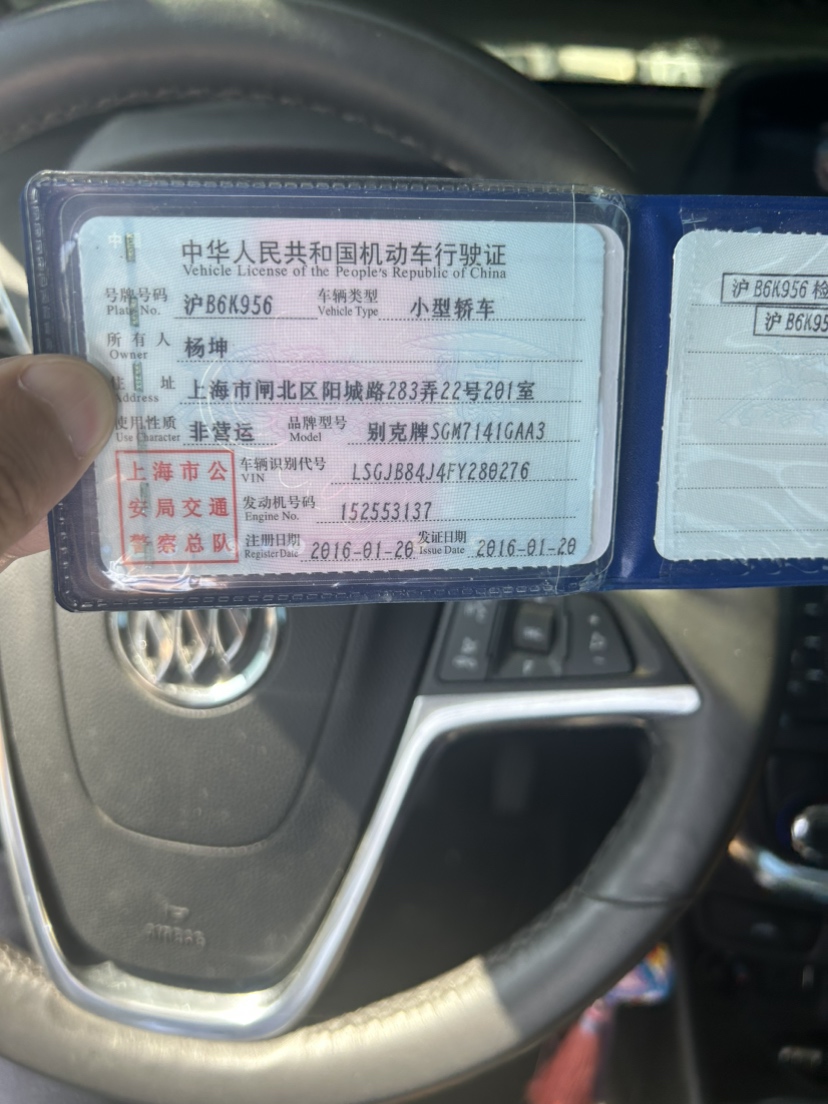 中华人民共和国机动车行驶证
Vehicle License of the People's Republic of China
号牌号码 沪B6K956 车辆类型 小型轿车
Plate No. Vehicle Type
所有人 杨坤
Owner
住址 上海市闸北区阳城路283弄22号201室
Address
使用性质 非营运 品牌型号 别克牌SGM7141GAA3
Use Character Model
上海市公 车辆识别代号 LSGJB84J4FY280276
VIN
安局交通 发动机号码 152553137
Engine No.
警察总队 注册日期 2016-01-20 发证日期 2016-01-20
Register Date Issue Date
沪B6K956 检
沪B6K95